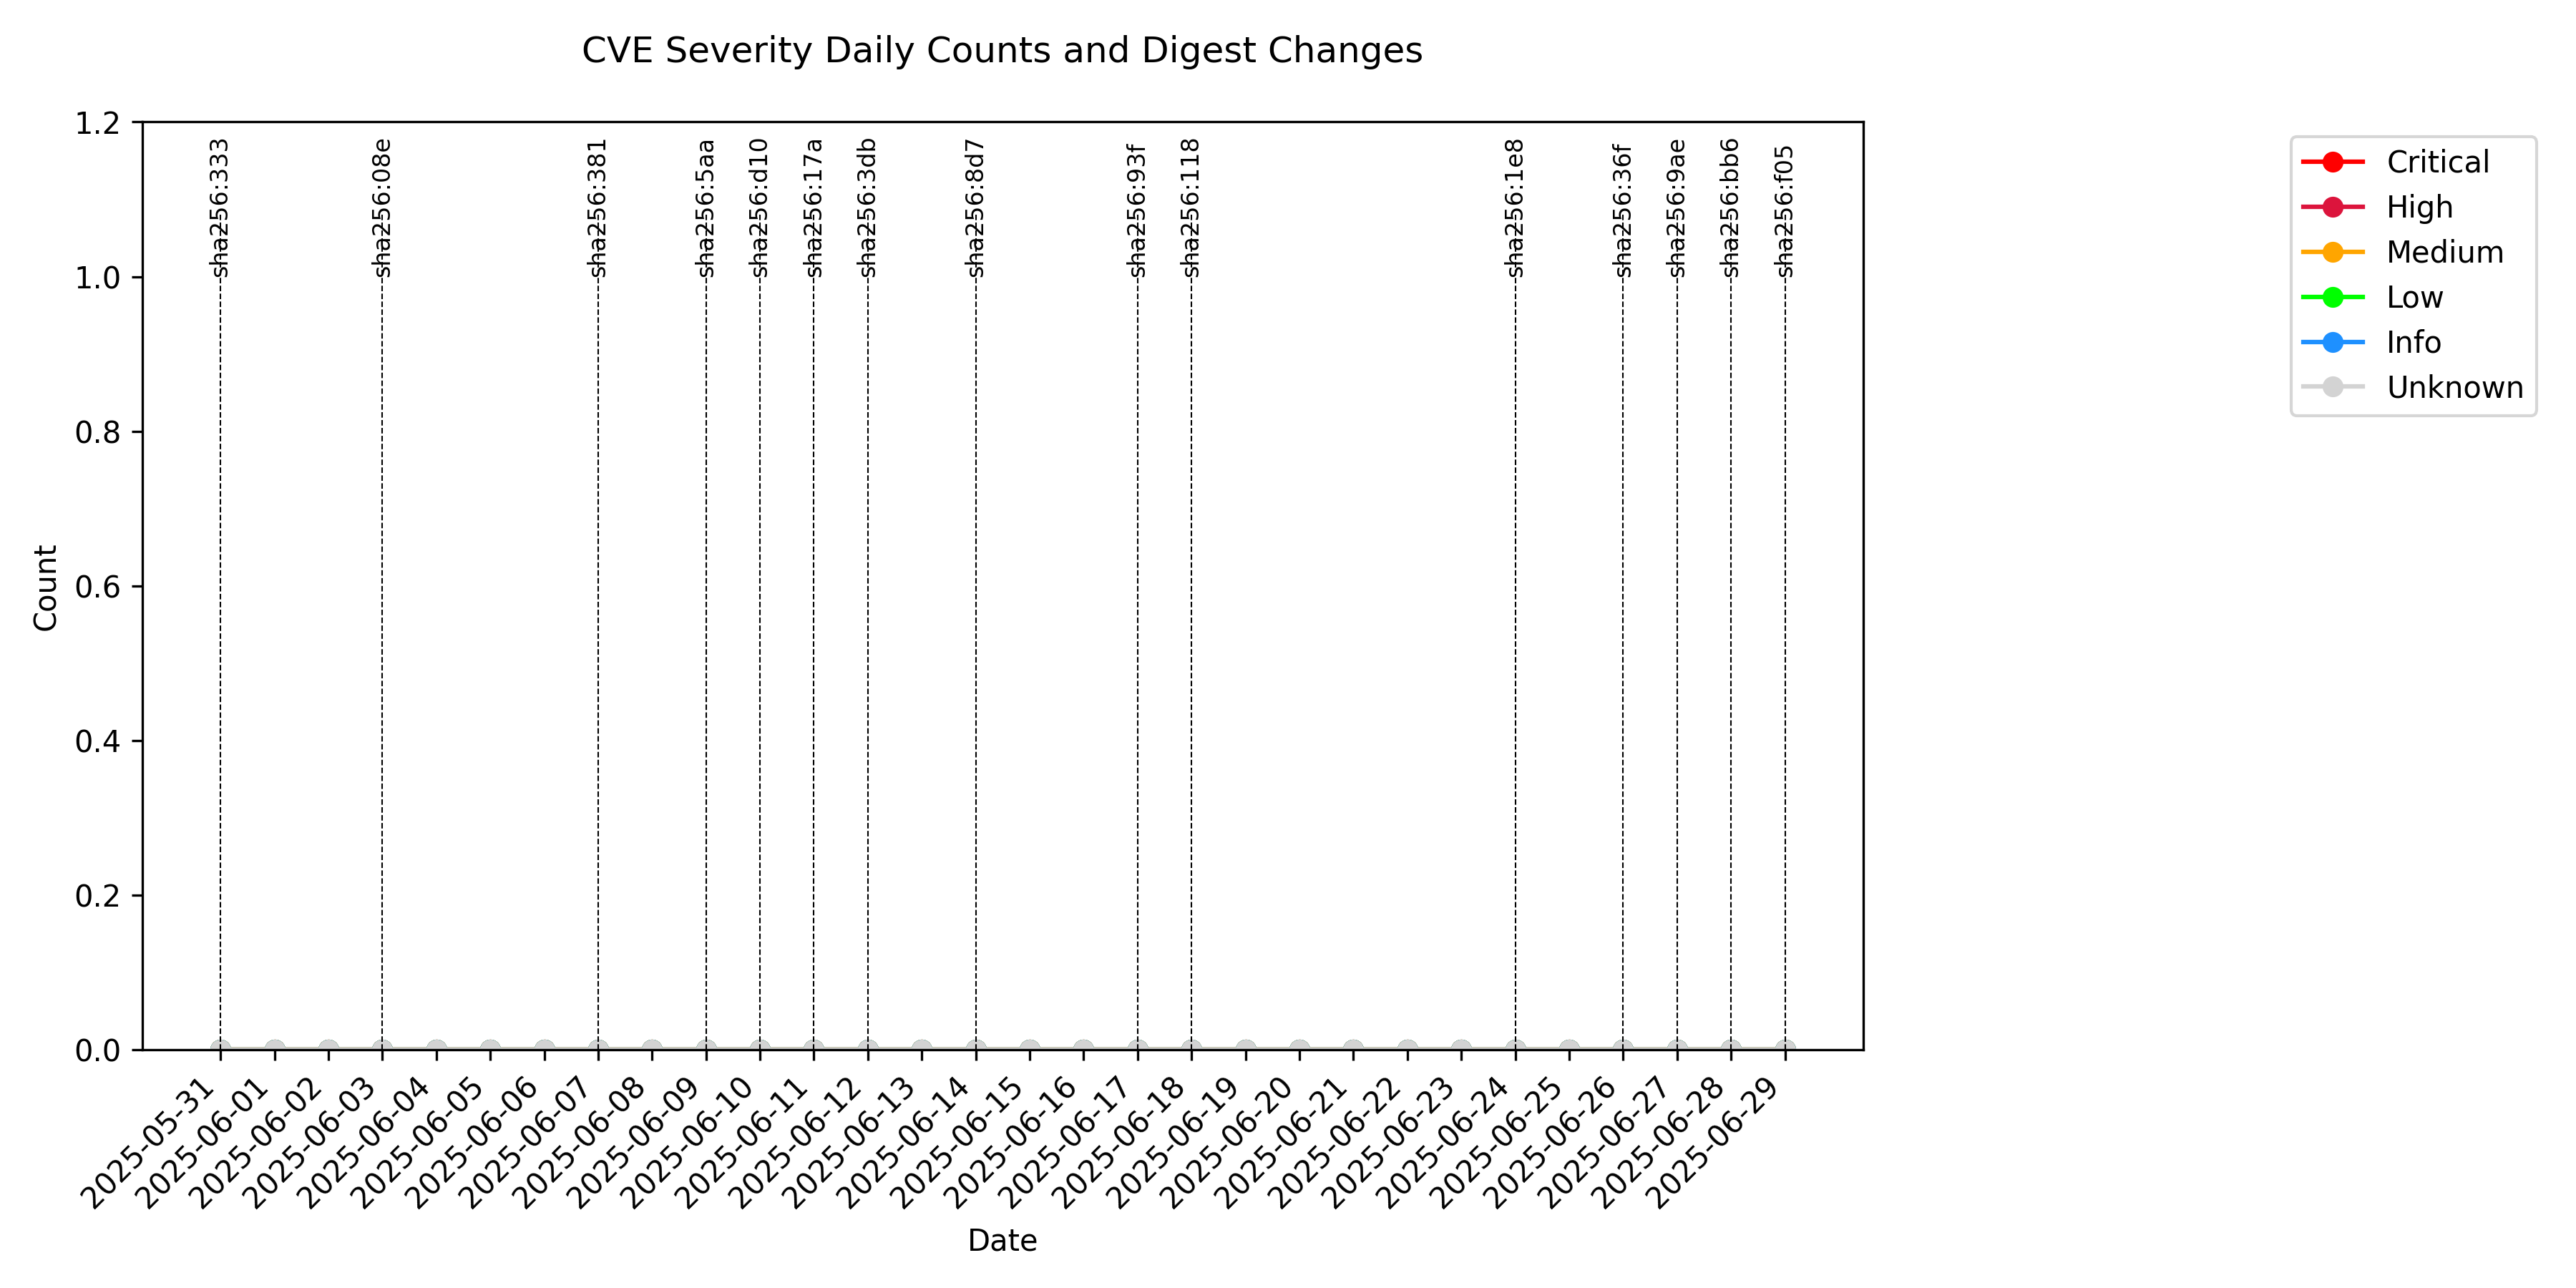 CVE Severity Daily Counts and Digest Changes
1.2
1.0
0.8
0.6
0.4
0.2
0.0
Count
sha256:333
sha256:08e
sha256:381
sha256:5aa
sha256:d10
sha256:17a
sha256:3db
sha256:8d7
sha256:93f
sha256:118
sha256:1e8
sha256:36f
sha256:9ae
sha256:bb6
sha256:f05
Critical
High
Medium
Low
Info
Unknown
2025-05-31
2025-06-01
2025-06-02
2025-06-03
2025-06-04
2025-06-05
2025-06-06
2025-06-07
2025-06-08
2025-06-09
2025-06-10
2025-06-11
2025-06-12
2025-06-13
2025-06-14
2025-06-15
2025-06-16
2025-06-17
2025-06-18
2025-06-19
2025-06-20
2025-06-21
2025-06-22
2025-06-23
2025-06-24
2025-06-25
2025-06-26
2025-06-27
2025-06-28
2025-06-29
Date